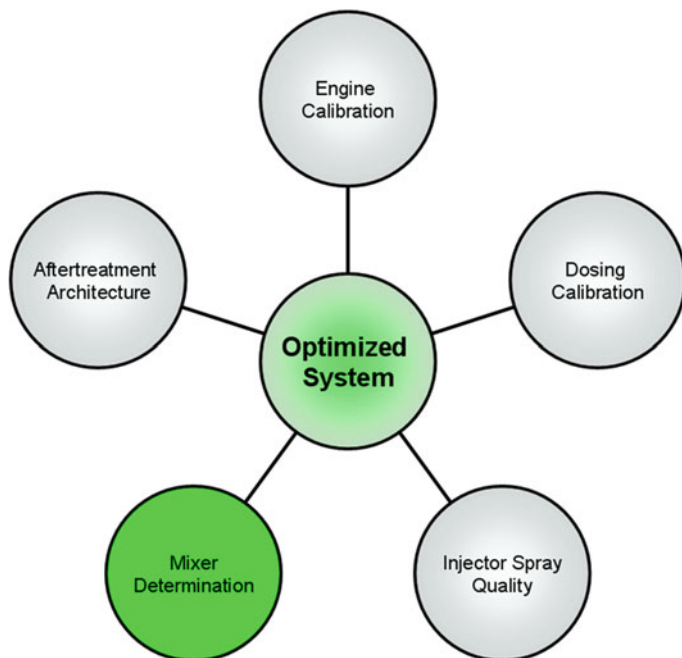 Engine
Calibration
Aftertreatment
Architecture
Dosing
Calibration
Optimized
System
Mixer
Determination
Injector Spray
Quality